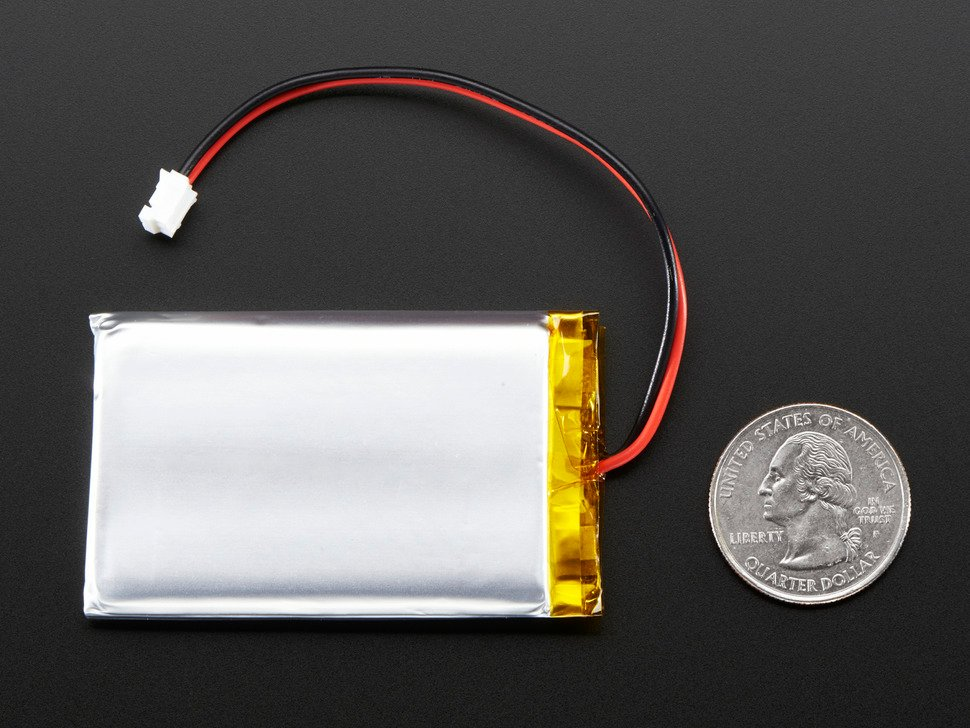 UNITED STATES OF AMERICA
LIBERTY
IN
GOD WE
TRUST
P
QUARTER DOLLAR